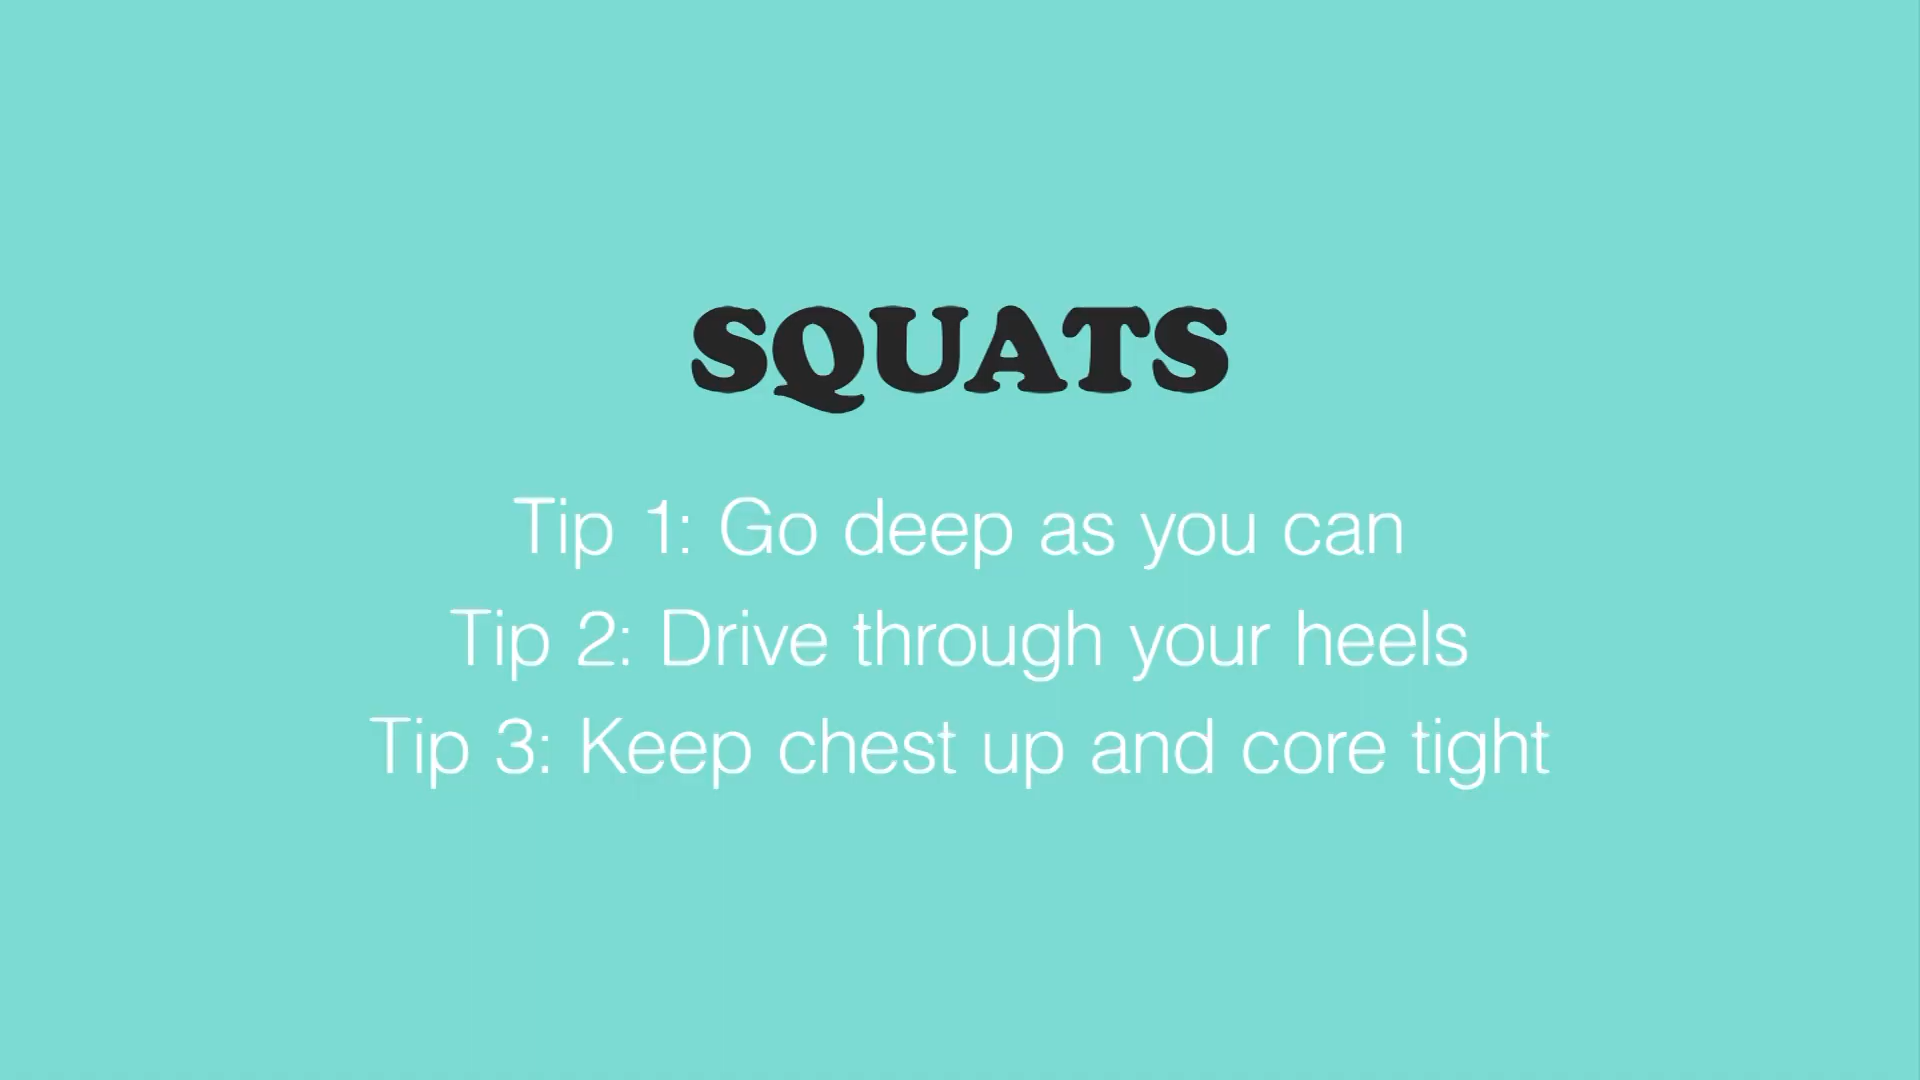 SQUATS
Tip 1: Go deep as you can
Tip 2: Drive through your heels
Tip 3: Keep chest up and core tight